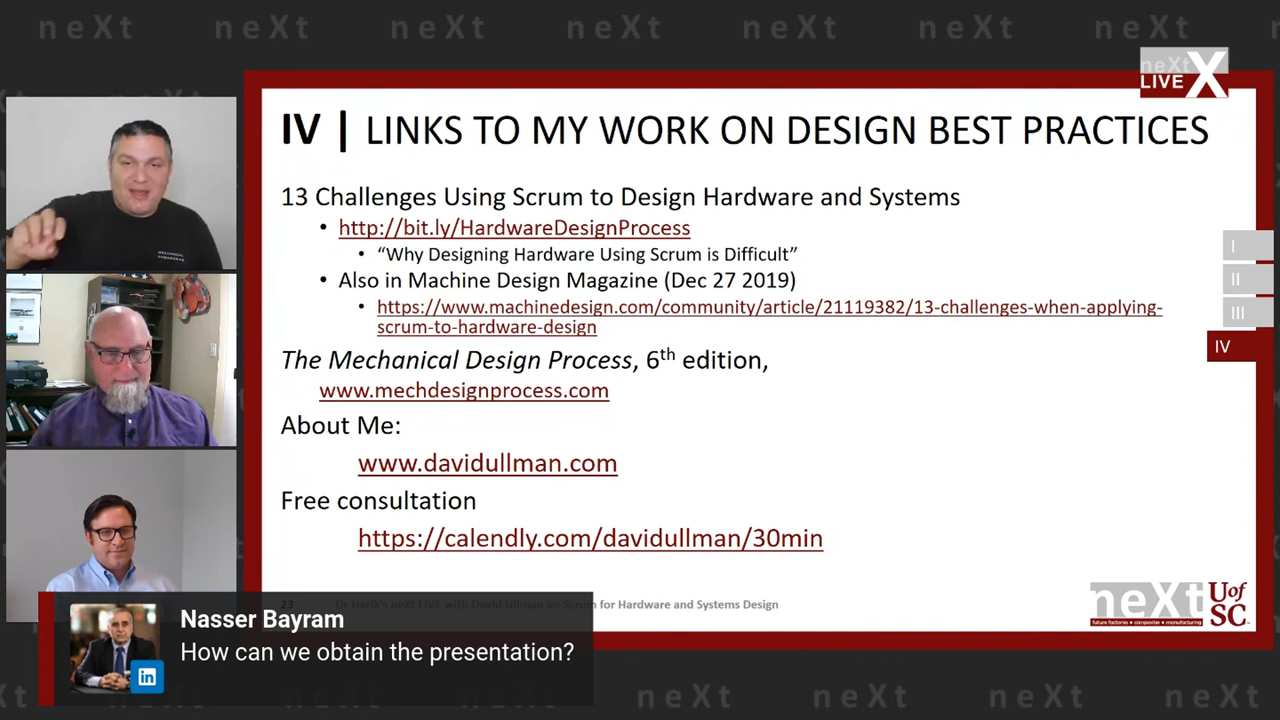 neXt neXt neXt neXt neXt neXt neXt
neXt
LIVE X
IV | LINKS TO MY WORK ON DESIGN BEST PRACTICES
13 Challenges Using Scrum to Design Hardware and Systems
• http://bit.ly/HardwareDesignProcess
• “Why Designing Hardware Using Scrum is Difficult”
• Also in Machine Design Magazine (Dec 27 2019)
• https://www.machinedesign.com/community/article/21119382/13-challenges-when-applying-
scrum-to-hardware-design
The Mechanical Design Process, 6th edition,
www.mechdesignprocess.com
About Me:
www.davidullman.com
Free consultation
https://calendly.com/davidullman/30min
I
II
III
IV
23 Dr Harik's neXt LIVE with David Ullman on Scrum for Hardware and Systems Design
neXt
future factories • composites • manufacturing
UofSC
Nasser Bayram
How can we obtain the presentation?
in
neXt neXt neXt neXt